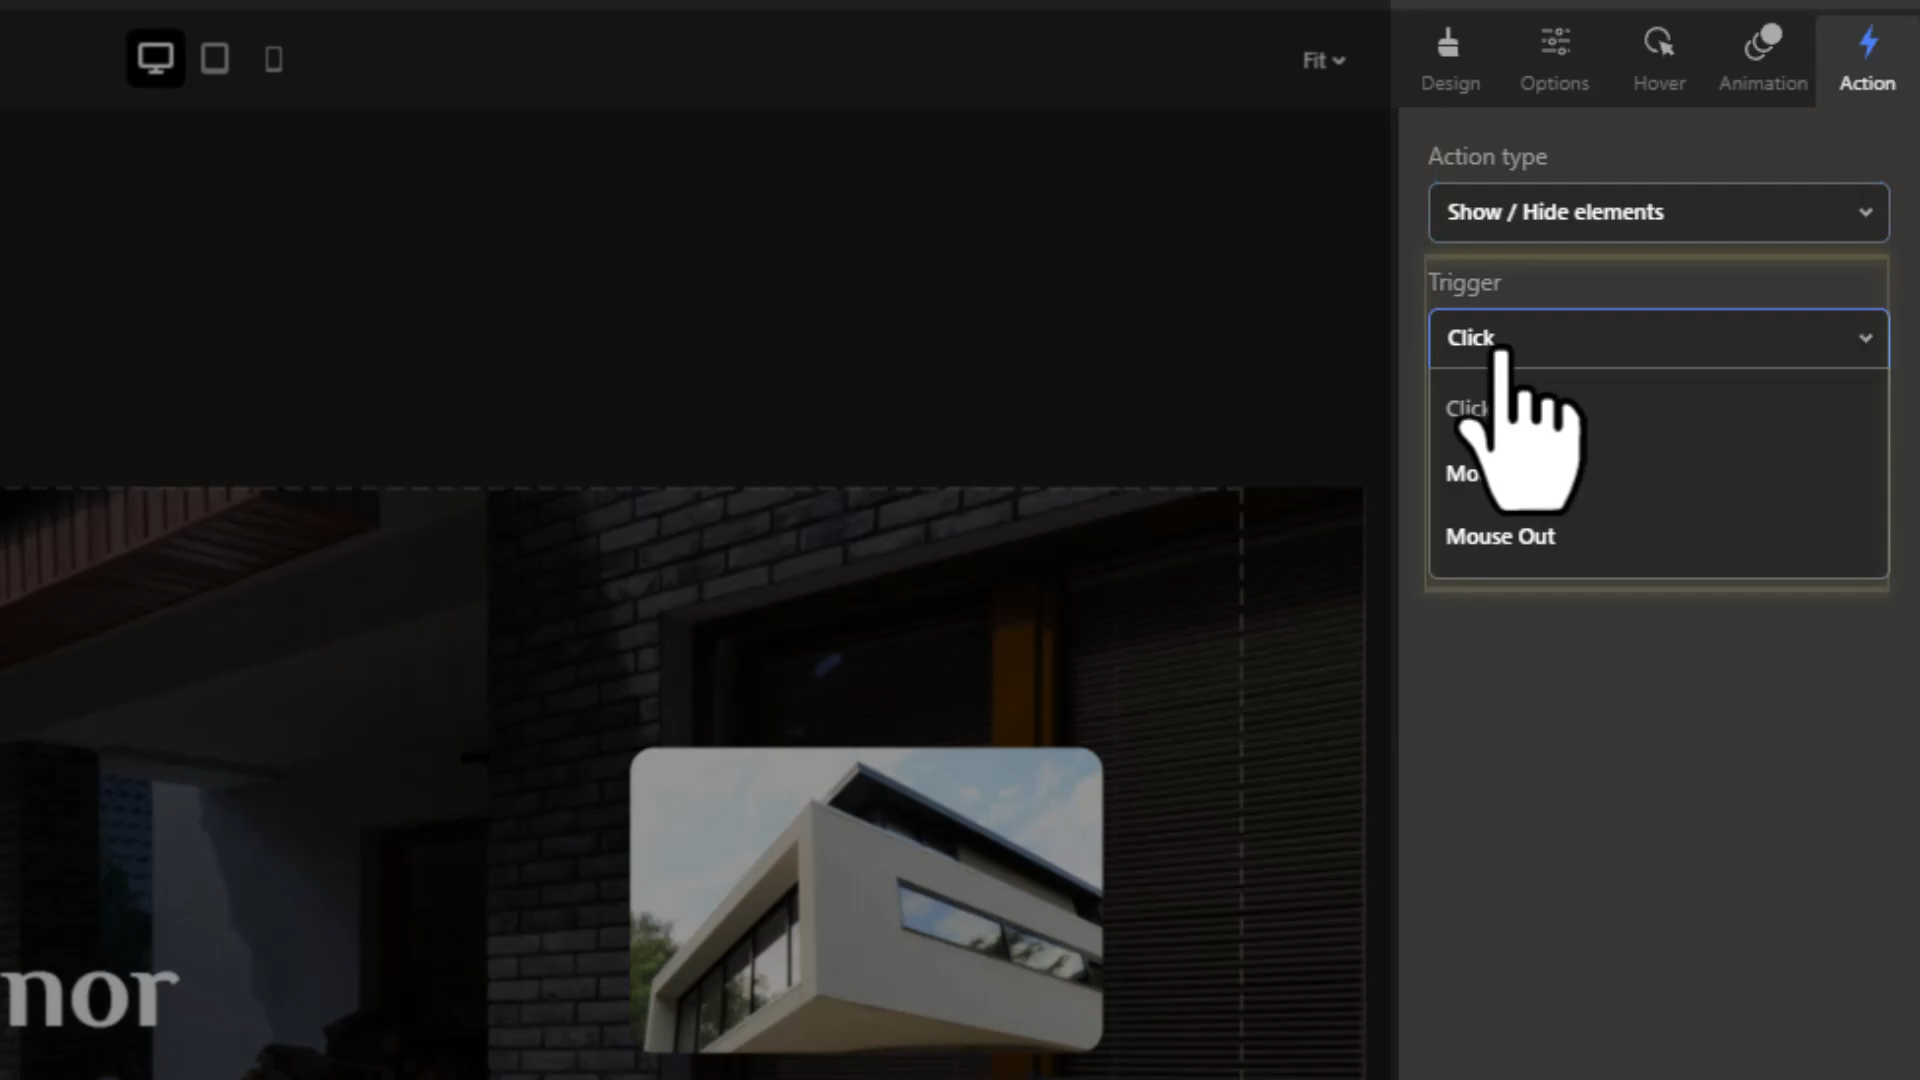 Fit
Design
Options
Hover
Animation
Action
Action type
Show / Hide elements
Trigger
Click
Mouse Out
nor